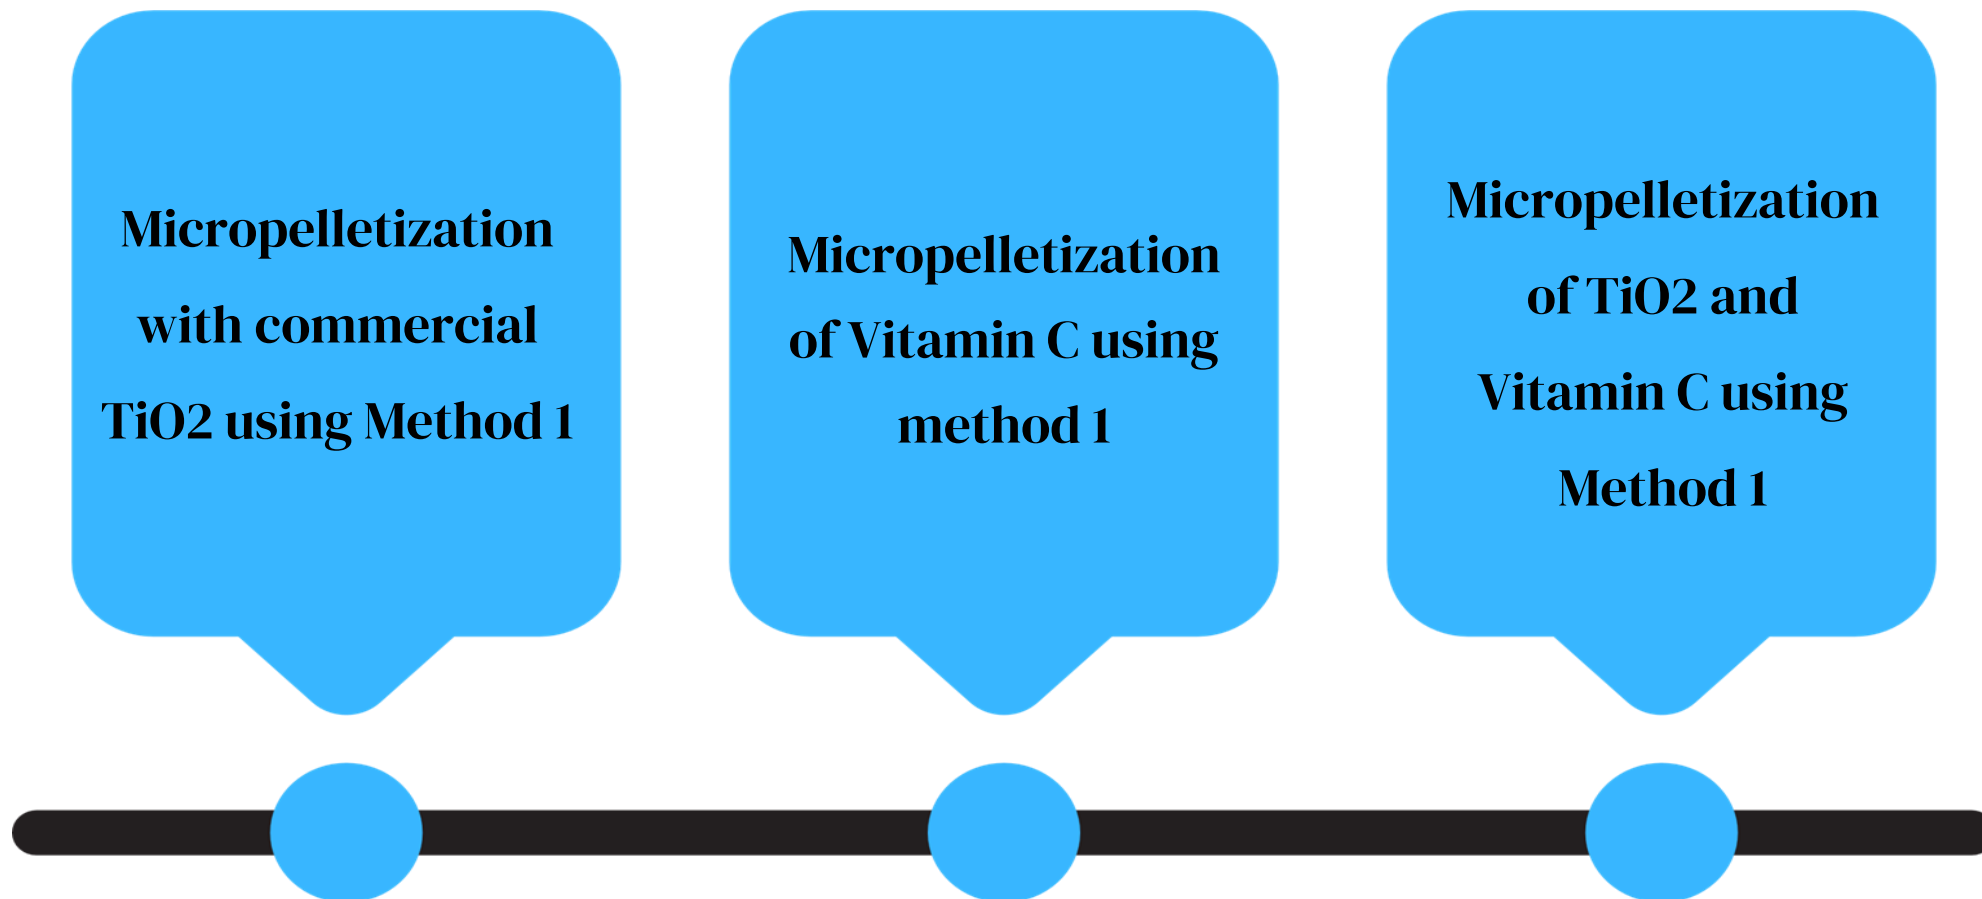 Micropelletization
with commercial
TiO2 using Method 1
Micropelletization
of Vitamin C using
method 1
Micropelletization
of TiO2 and
Vitamin C using
Method 1